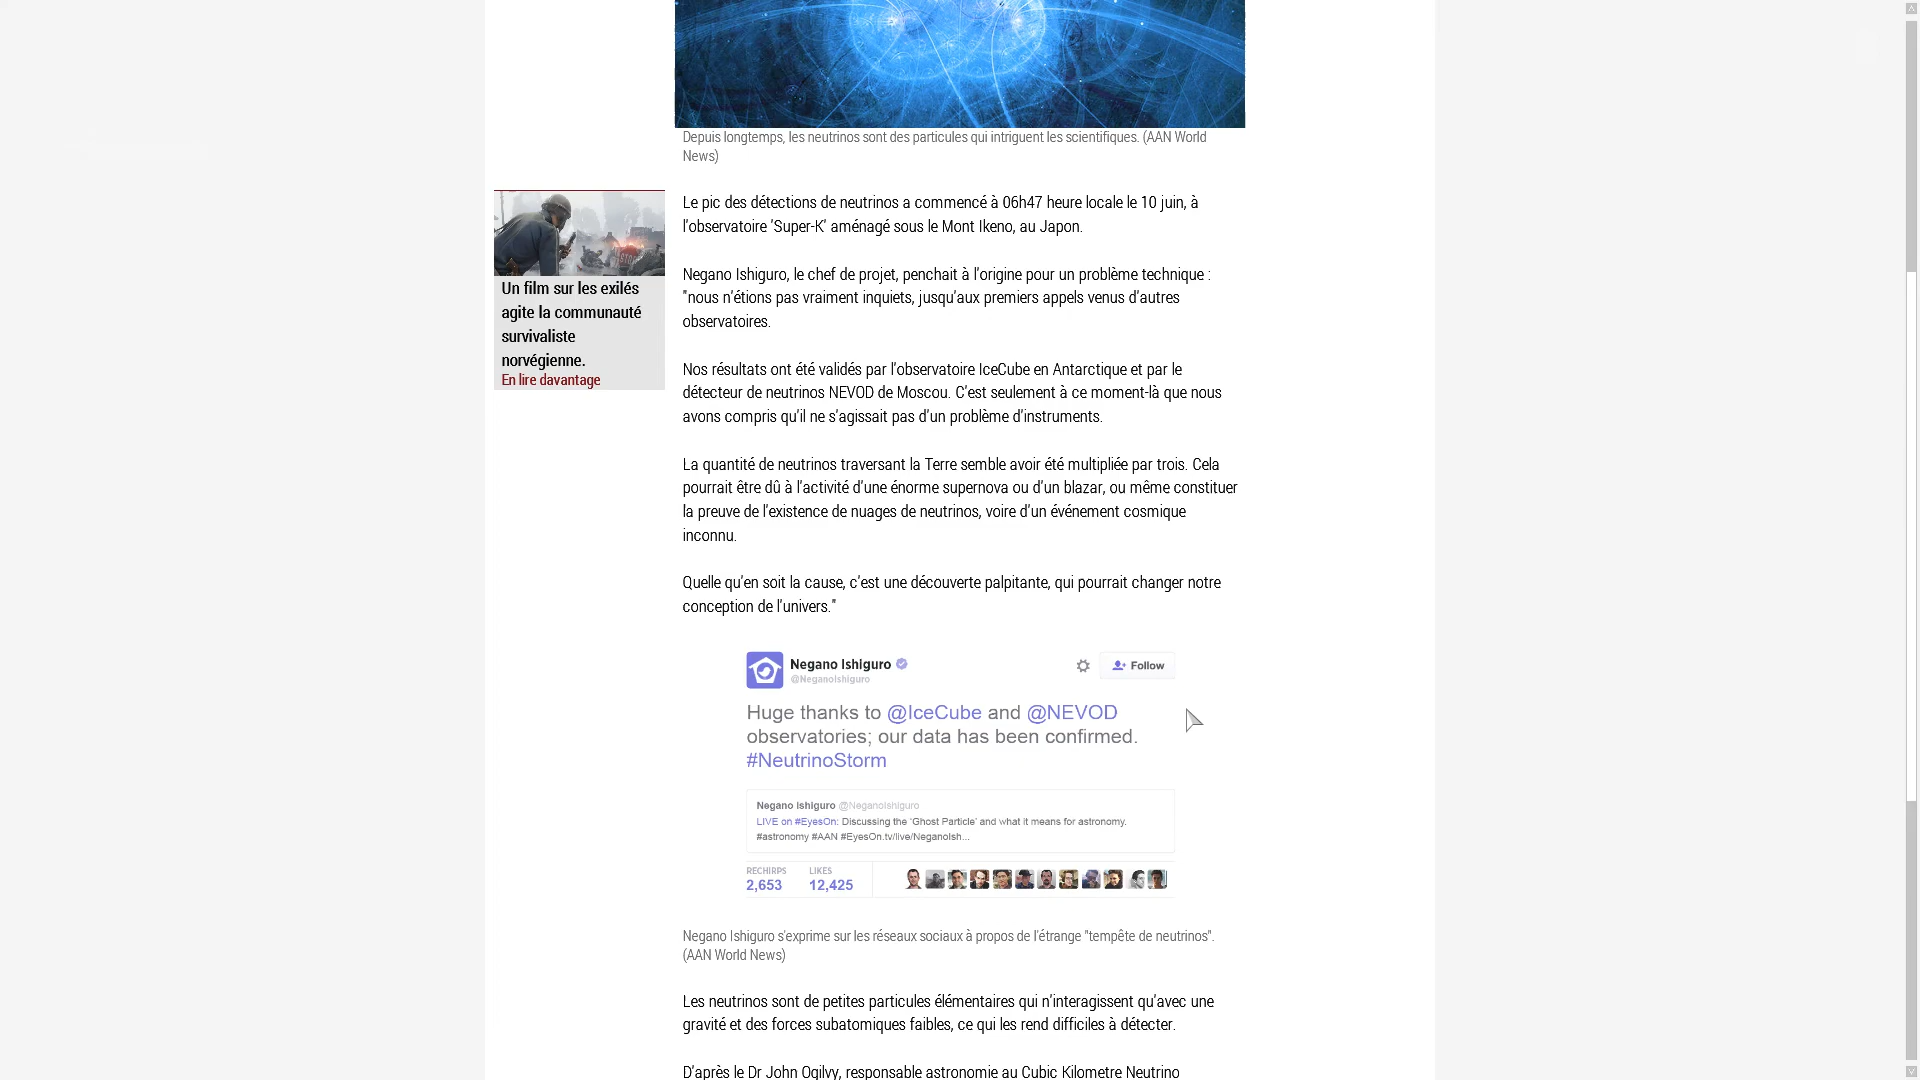 Depuis longtemps, les neutrinos sont des particules qui intriguent les scientifiques. (AAN World
News)
Un film sur les exilés
agite la communauté
survivaliste
norvégienne.
En lire davantage
Le pic des détections de neutrinos a commencé à 06h47 heure locale le 10 juin, à
l'observatoire 'Super-K' aménagé sous le Mont Ikeno, au Japon.
Negano Ishiguro, le chef de projet, penchait à l'origine pour un problème technique :
"nous n'étions pas vraiment inquiets, jusqu'aux premiers appels venus d'autres
observatoires.
Nos résultats ont été validés par l'observatoire IceCube en Antarctique et par le
détecteur de neutrinos NEVOD de Moscou. C'est seulement à ce moment-là que nous
avons compris qu'il ne s'agissait pas d'un problème d'instruments.
La quantité de neutrinos traversant la Terre semble avoir été multipliée par trois. Cela
pourrait être dû à l'activité d'une énorme supernova ou d'un blazar, ou même constituer
la preuve de l'existence de nuages de neutrinos, voire d'un événement cosmique
inconnu.
Quelle qu'en soit la cause, c'est une découverte palpitante, qui pourrait changer notre
conception de l'univers."
Negano Ishiguro
@NeganoIshiguro
Follow
Huge thanks to @IceCube and @NEVOD
observatories; our data has been confirmed.
#NeutrinoStorm
Negano Ishiguro @NeganoIshiguro
LIVE on #EyesOn: Discussing the 'Ghost Particle' and what it means for astronomy.
#astronomy #AAN #EyesOn.tv/live/NeganoIsh...
RECHIRPS LIKES
2,653 12,425
Negano Ishiguro s'exprime sur les réseaux sociaux à propos de l'étrange "tempête de neutrinos".
(AAN World News)
Les neutrinos sont de petites particules élémentaires qui n'interagissent qu'avec une
gravité et des forces subatomiques faibles, ce qui les rend difficiles à détecter.
D'après le Dr John Ogilvy, responsable astronomie au Cubic Kilometre Neutrino